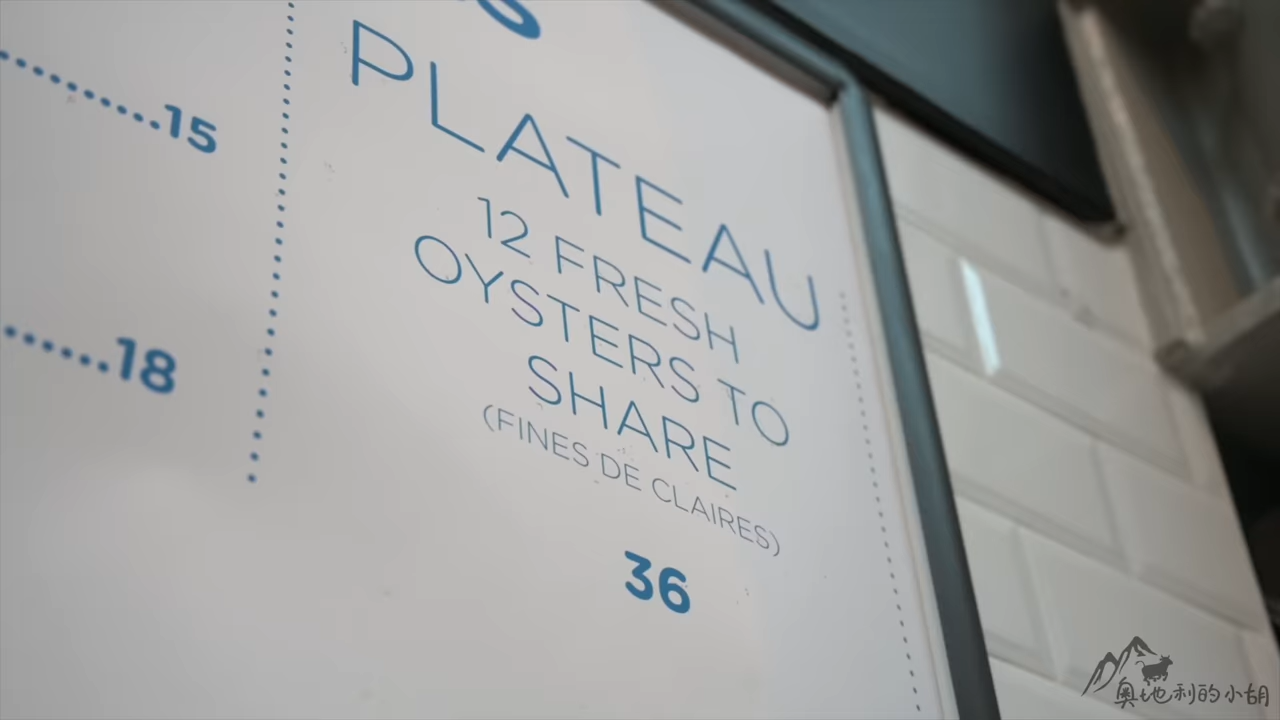 15
18
PLATEAU
12 FRESH
OYSTERS TO
SHARE
(FINES DE CLAIRES)
36
奥地利的小胡